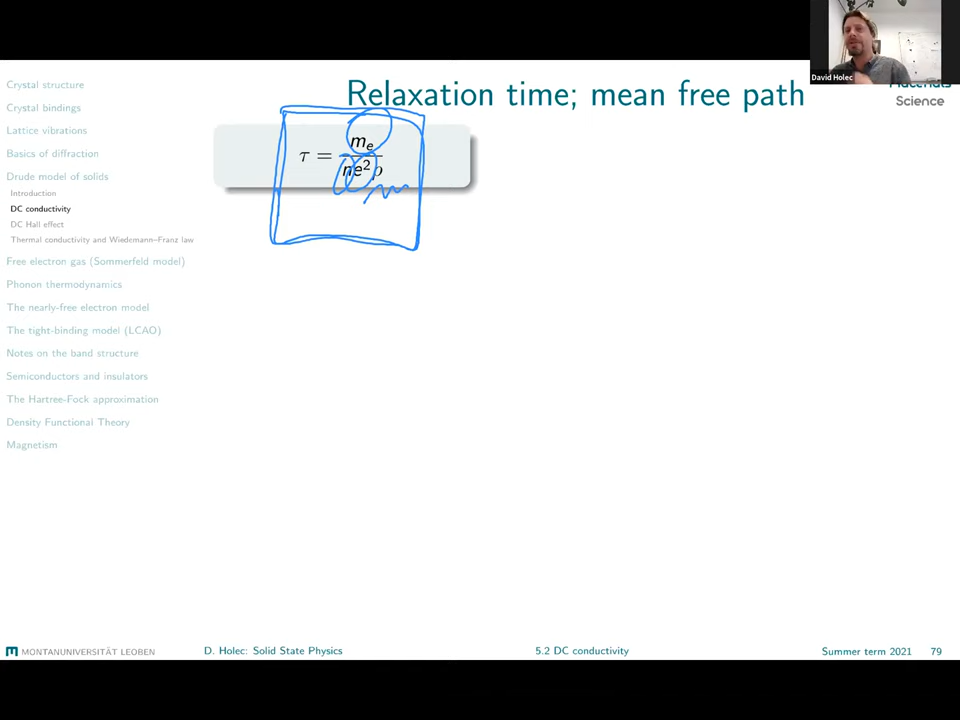 David Holec
Materials
Science
Relaxation time; mean free path
Crystal structure
Crystal bindings
Lattice vibrations
Basics of diffraction
Drude model of solids
Introduction
DC conductivity
DC Hall effect
Thermal conductivity and Wiedemann–Franz law
Free electron gas (Sommerfeld model)
Phonon thermodynamics
The nearly-free electron model
The tight-binding model (LCAO)
Notes on the band structure
Semiconductors and insulators
The Hartree-Fock approximation
Density Functional Theory
Magnetism
τ = mₑ / ne²ρ
MONTANUNIVERSITÄT LEOBEN
D. Holec: Solid State Physics
5.2 DC conductivity
Summer term 2021 79